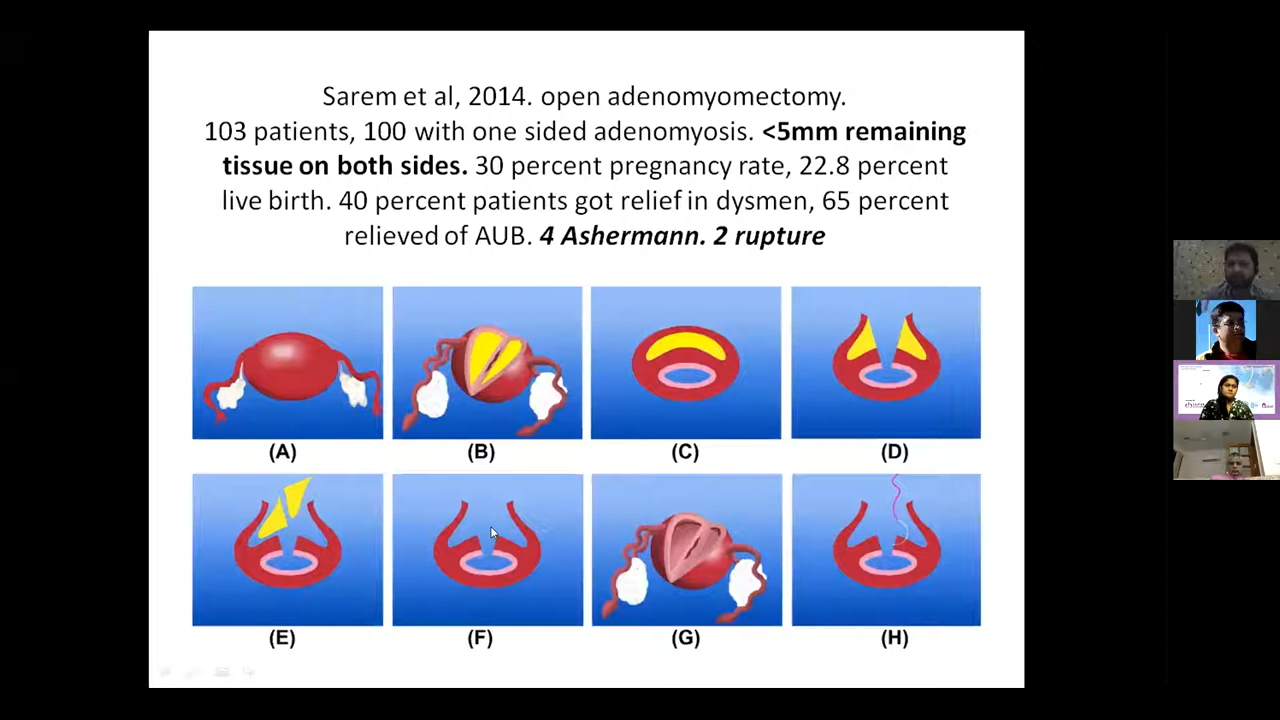 Sarem et al, 2014. open adenomyomectomy.
103 patients, 100 with one sided adenomyosis. <5mm remaining
tissue on both sides. 30 percent pregnancy rate, 22.8 percent
live birth. 40 percent patients got relief in dysmen, 65 percent
relieved of AUB. 4 Ashermann. 2 rupture
(A)
(B)
(C)
(D)
(E)
(F)
(G)
(H)